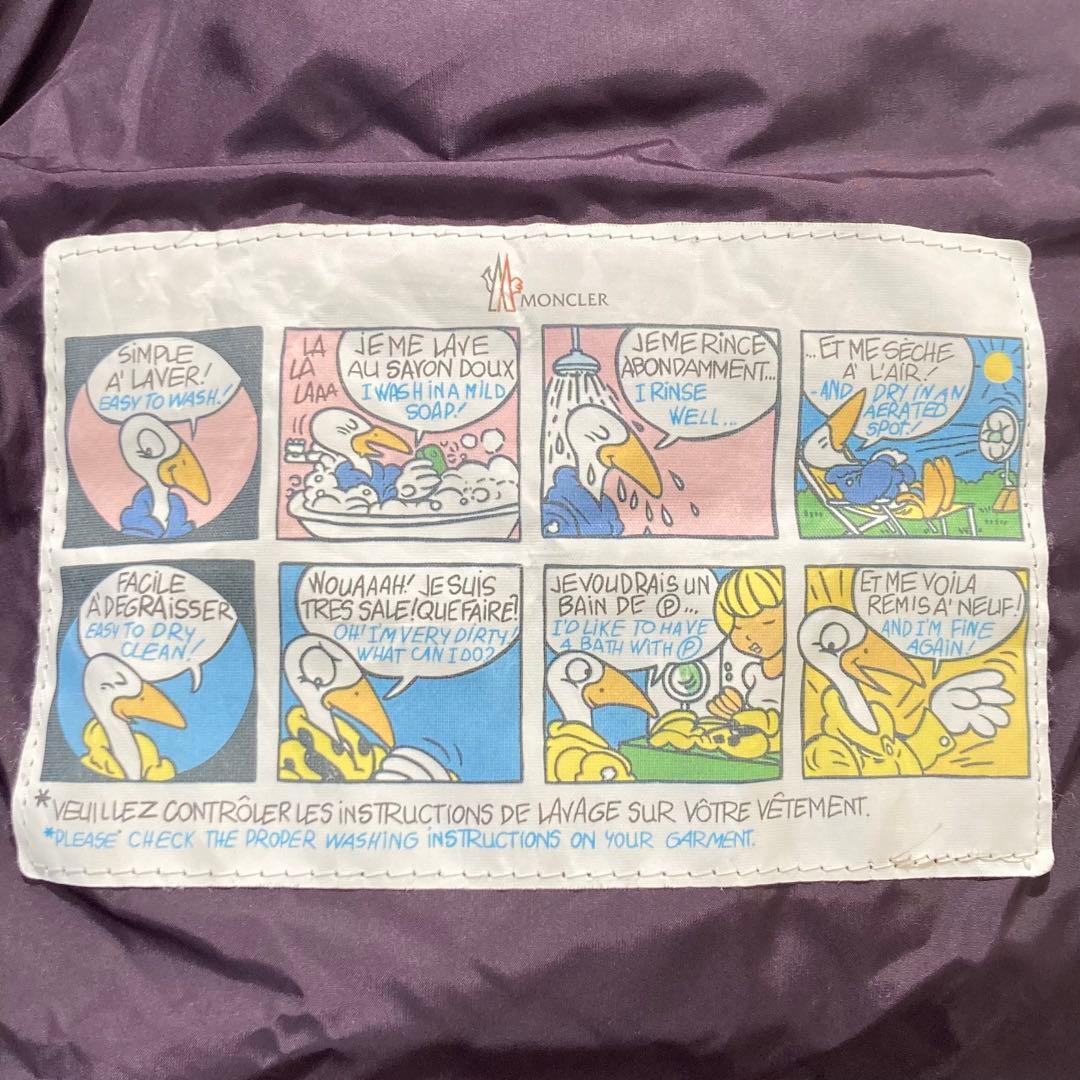 MONCLER
SIMPLE
A' LAVER!
EASY TO WASH!
LA
LA
LAAA
JE ME LAVE
AU SAYON DOUX
I WASH IN A MILD
SOAP!
JE ME RINCE
ABONDAMMENT...
I RINSE
WELL...
...ET ME SÈCHE
A' L'AIR!
...AND DRY IN AN
AERATED
SPOT!
FACILE
A' DEGRAISSER
EASY TO DRY
CLEAN!
WOUAAAH! JE SUIS
TRES SALE! QUE FAIRE?
OH! I'M VERY DIRTY!
WHAT CAN I DO?
JE VOUDRAIS UN
BAIN DE Ⓟ...
I'D LIKE TO HAVE
A BATH WITH Ⓟ
ET ME VOILA
REMIS A' NEUF!
AND I'M FINE
AGAIN!
*VEUILLEZ CONTRÔLER LES INSTRUCTIONS DE LAVAGE SUR VÔTRE VÊTEMENT.
*PLEASE CHECK THE PROPER WASHING INSTRUCTIONS ON YOUR GARMENT.